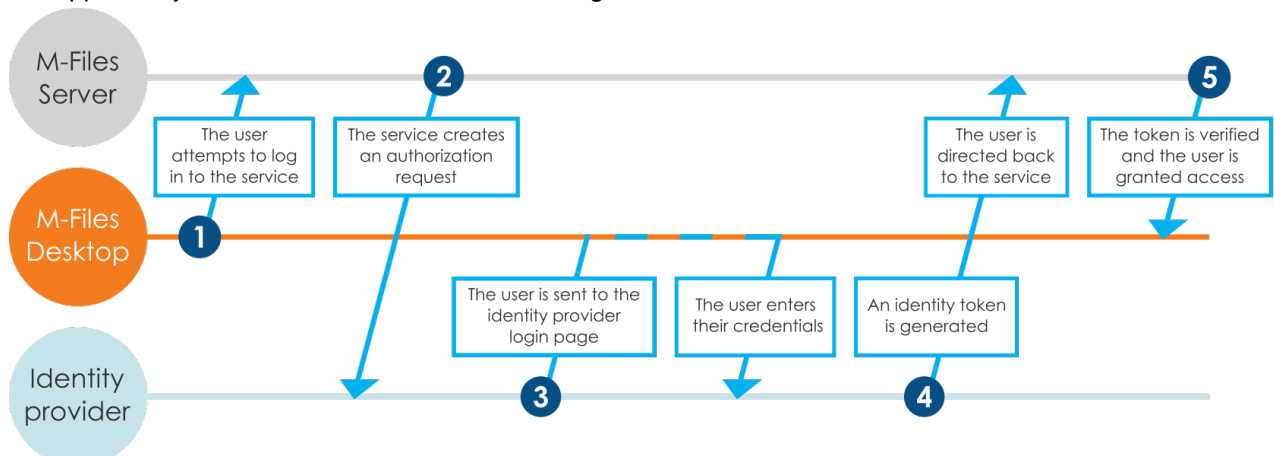 M-Files
Server
2
5
The user
attempts to log
in to the service
The service creates
an authorization
request
The user is
directed back
to the service
The token is verified
and the user is
granted access
M-Files
Desktop
1
The user is sent to the
identity provider
login page
The user enters
their credentials
An identity token
is generated
Identity
provider
3
4